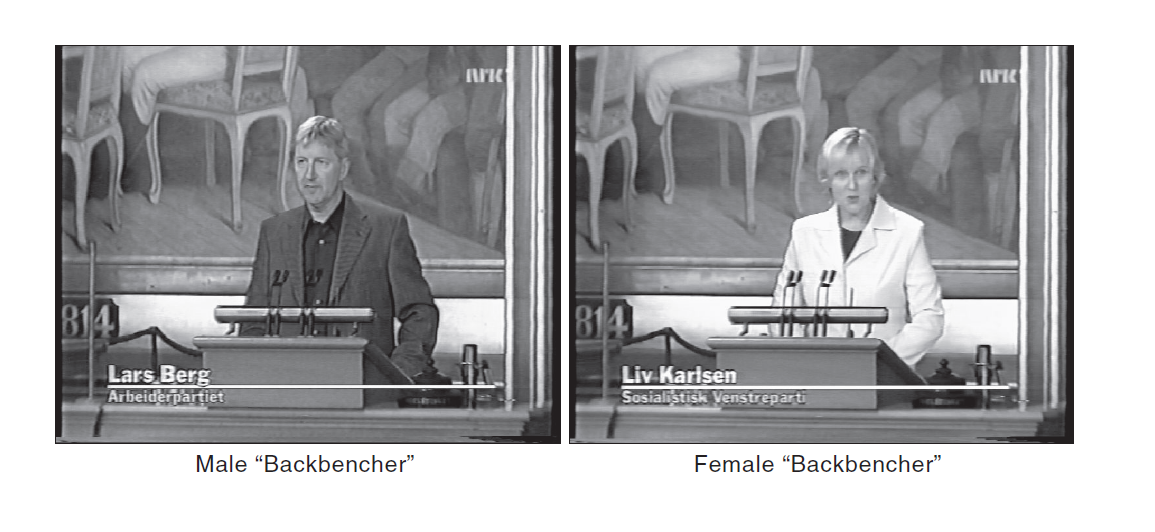 NRK
814
Lars Berg
Arbeiderpartiet
NRK
814
Liv Karlsen
Sosialistisk Venstreparti
Male “Backbencher”
Female “Backbencher”